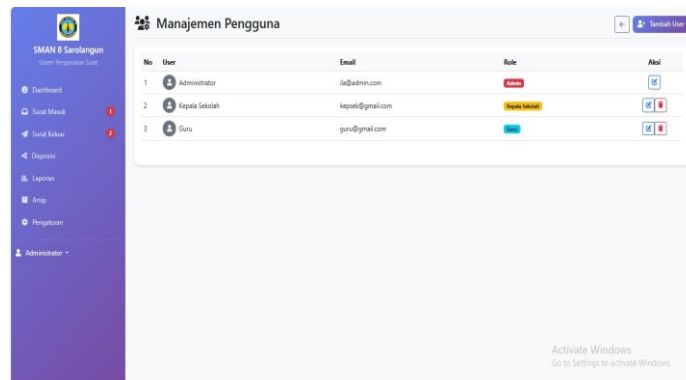 SMAN 8 Sarolangun
Sistem Pengelolaan Surat
Dashboard
Surat Masuk 1
Surat Keluar 2
Disposisi
Laporan
Arsip
Pengaturan
Administrator
Manajemen Pengguna
Tambah User
No User Email Role Aksi
1 Administrator ila@admin.com Admin
2 Kepala Sekolah kepsek@gmail.com Kepala Sekolah
3 Guru guru@gmail.com Guru
Activate Windows
Go to Settings to activate Windows.